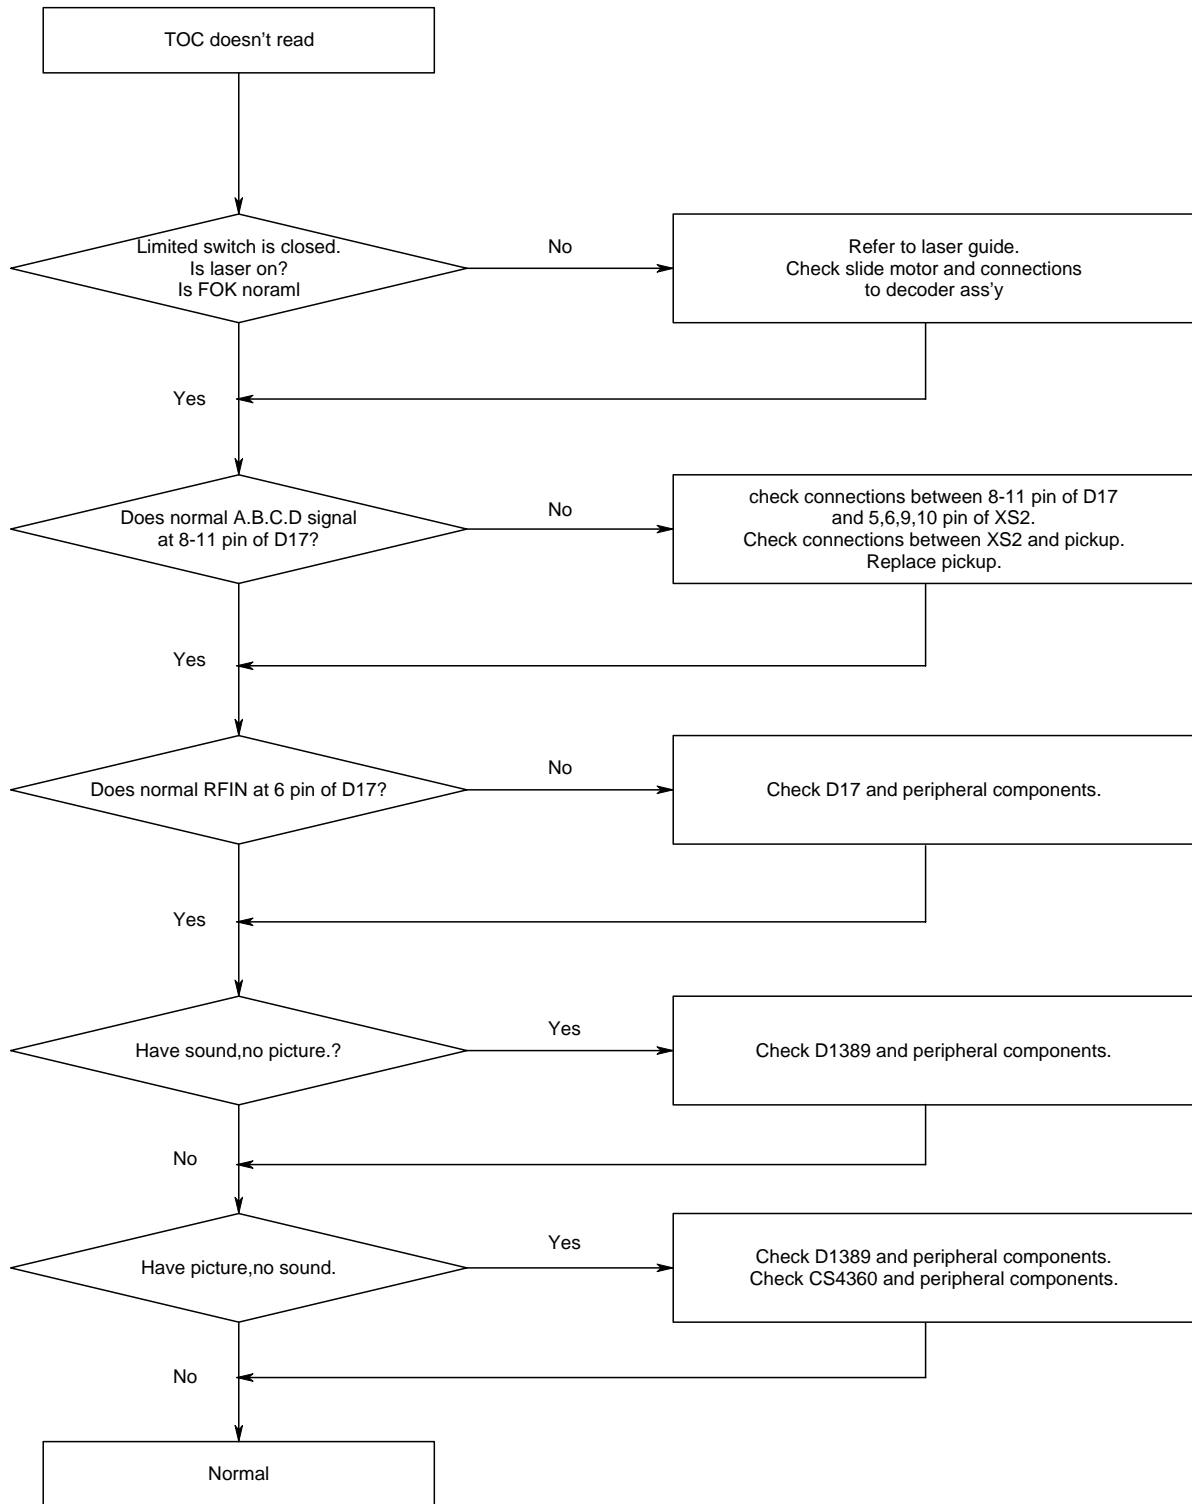 TOC doesn't read
Limited switch is closed.
Is laser on?
Is FOK noraml
No
Refer to laser guide.
Check slide motor and connections
to decoder ass'y
Yes
Does normal A.B.C.D signal
at 8-11 pin of D17?
No
check connections between 8-11 pin of D17
and 5,6,9,10 pin of XS2.
Check connections between XS2 and pickup.
Replace pickup.
Yes
Does normal RFIN at 6 pin of D17?
No
Check D17 and peripheral components.
Yes
Have sound,no picture.?
Yes
Check D1389 and peripheral components.
No
Have picture,no sound.
Yes
Check D1389 and peripheral components.
Check CS4360 and peripheral components.
No
Normal